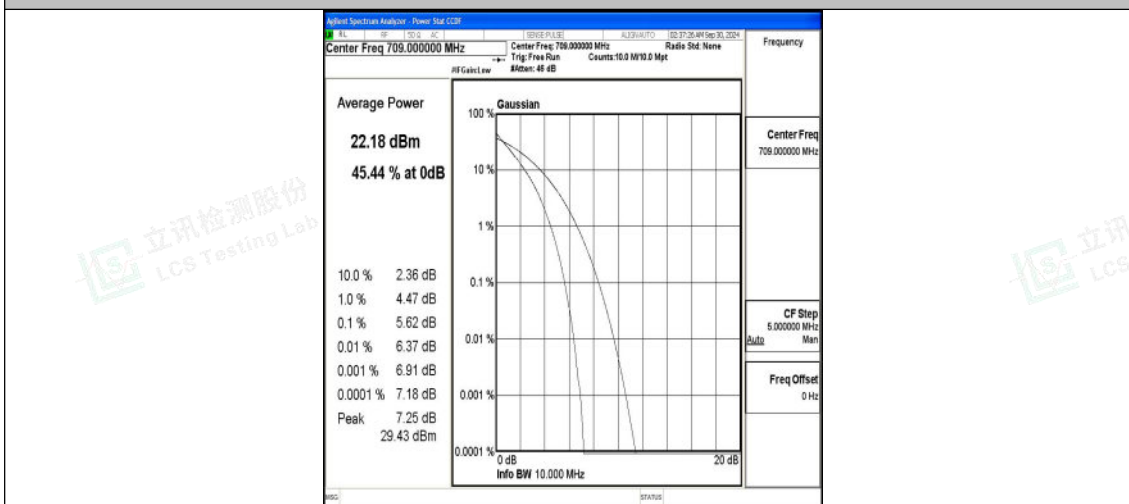 Agilent Spectrum Analyzer - Power Stat CCDF
RL RF 50 Ω AC SENSE:PULSE ALIGNAUTO 02:37:26 AM Sep 30, 2024
Center Freq 709.000000 MHz
Center Freq: 709.000000 MHz Radio Std: None
Trig: Free Run Counts:10.0 M/10.0 Mpt
#IFGain:Low #Atten: 46 dB
Frequency
Average Power
22.18 dBm
45.44 % at 0dB
10.0 % 2.36 dB
1.0 % 4.47 dB
0.1 % 5.62 dB
0.01 % 6.37 dB
0.001 % 6.91 dB
0.0001 % 7.18 dB
Peak 7.25 dB
29.43 dBm
Gaussian
100 %
10 %
1 %
0.1 %
0.01 %
0.001 %
0.0001 %
0 dB 20 dB
Info BW 10.000 MHz
Center Freq
709.000000 MHz
CF Step
5.000000 MHz
Auto Man
Freq Offset
0 Hz
MSG STATUS
立讯检测股份
LCS Testing Lab
立讯
LCS